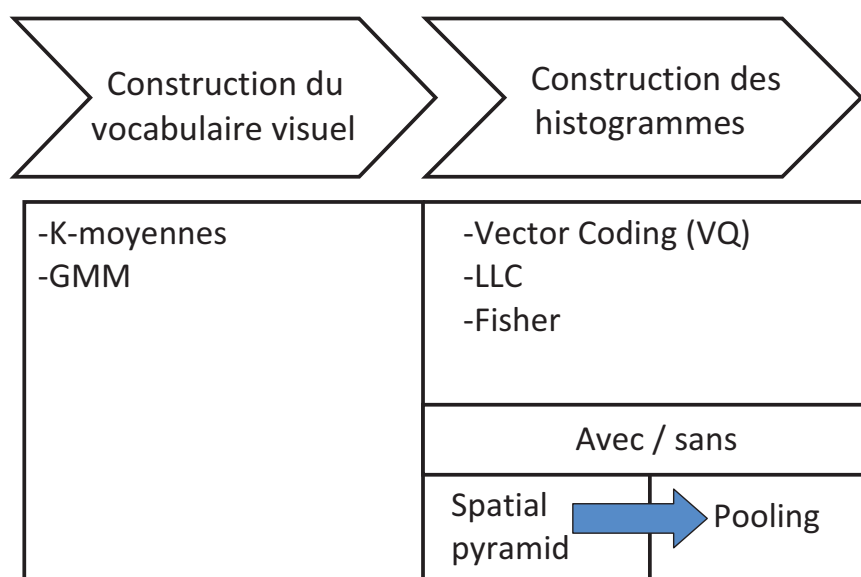 Construction du
vocabulaire visuel
Construction des
histogrammes
-K-moyennes
-GMM
-Vector Coding (VQ)
-LLC
-Fisher
Avec / sans
Spatial
pyramid
Pooling